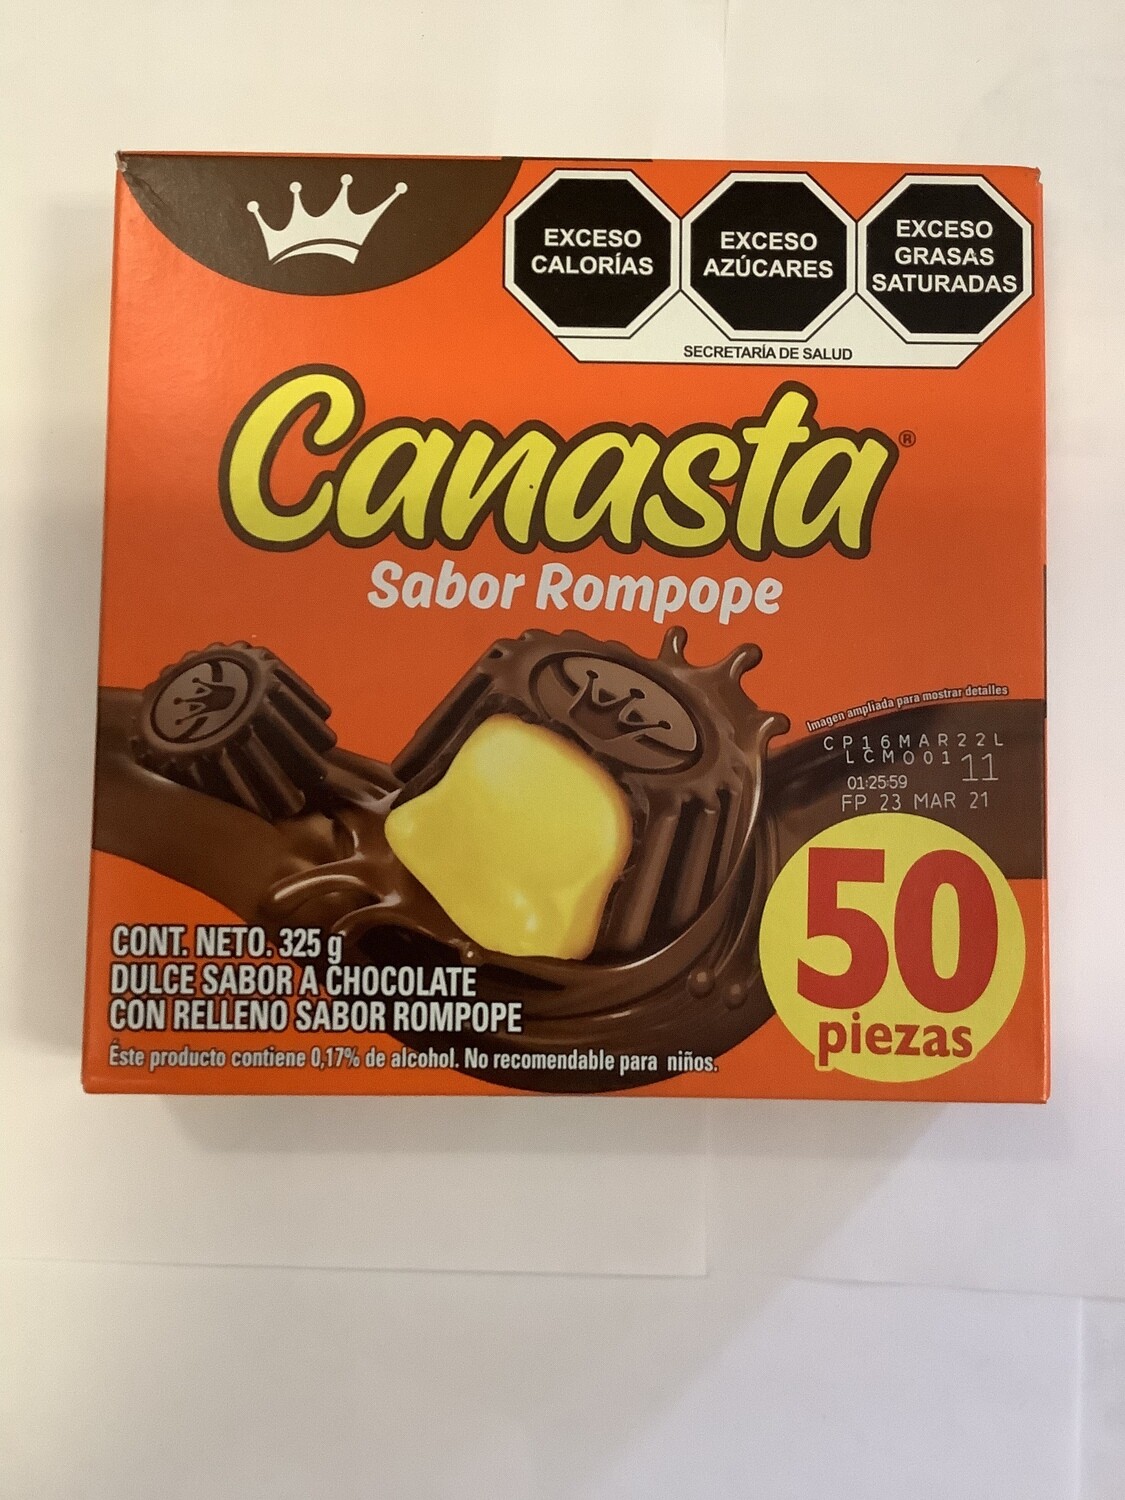 EXCESO
CALORÍAS
EXCESO
AZÚCARES
EXCESO
GRASAS
SATURADAS
SECRETARÍA DE SALUD
Canasta®
Sabor Rompope
Imagen ampliada para mostrar detalles
CP16MAR22L
LCM001 11
01:25:59
FP 23 MAR 21
50
piezas
CONT. NETO. 325 g
DULCE SABOR A CHOCOLATE
CON RELLENO SABOR ROMPOPE
Éste producto contiene 0,17% de alcohol. No recomendable para niños.